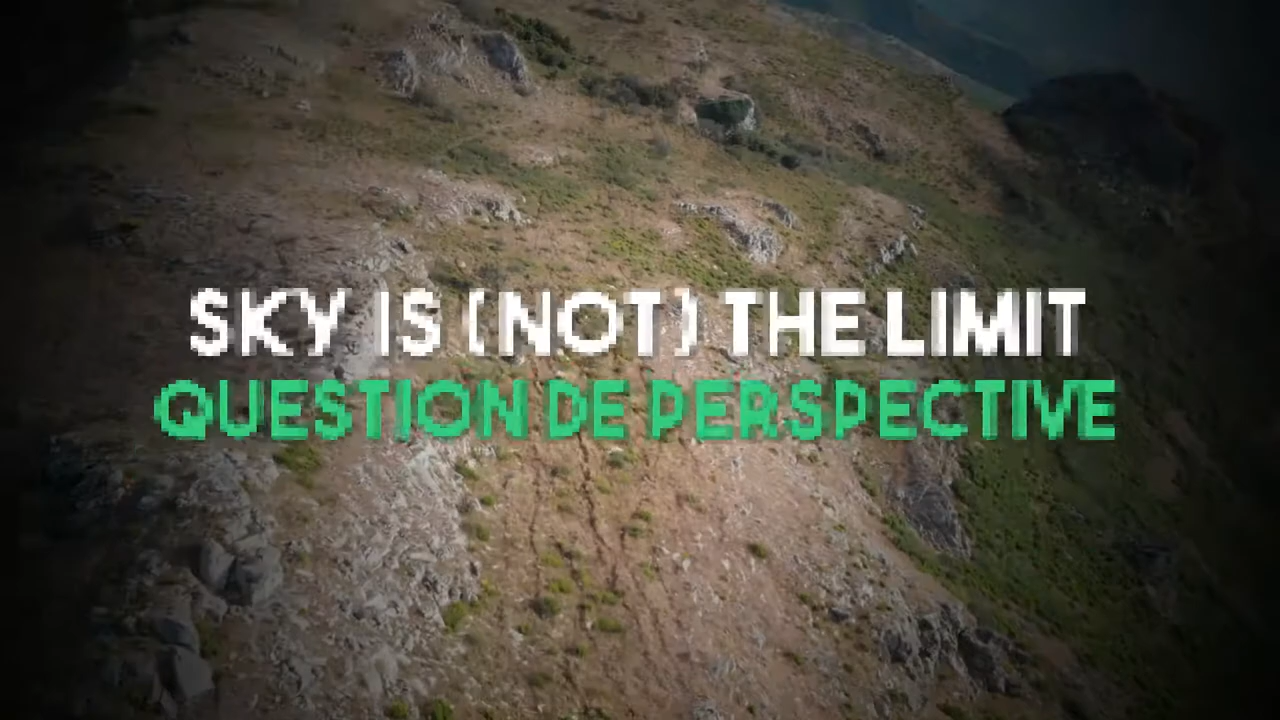 SKY IS (NOT) THE LIMIT
QUESTION DE PERSPECTIVE